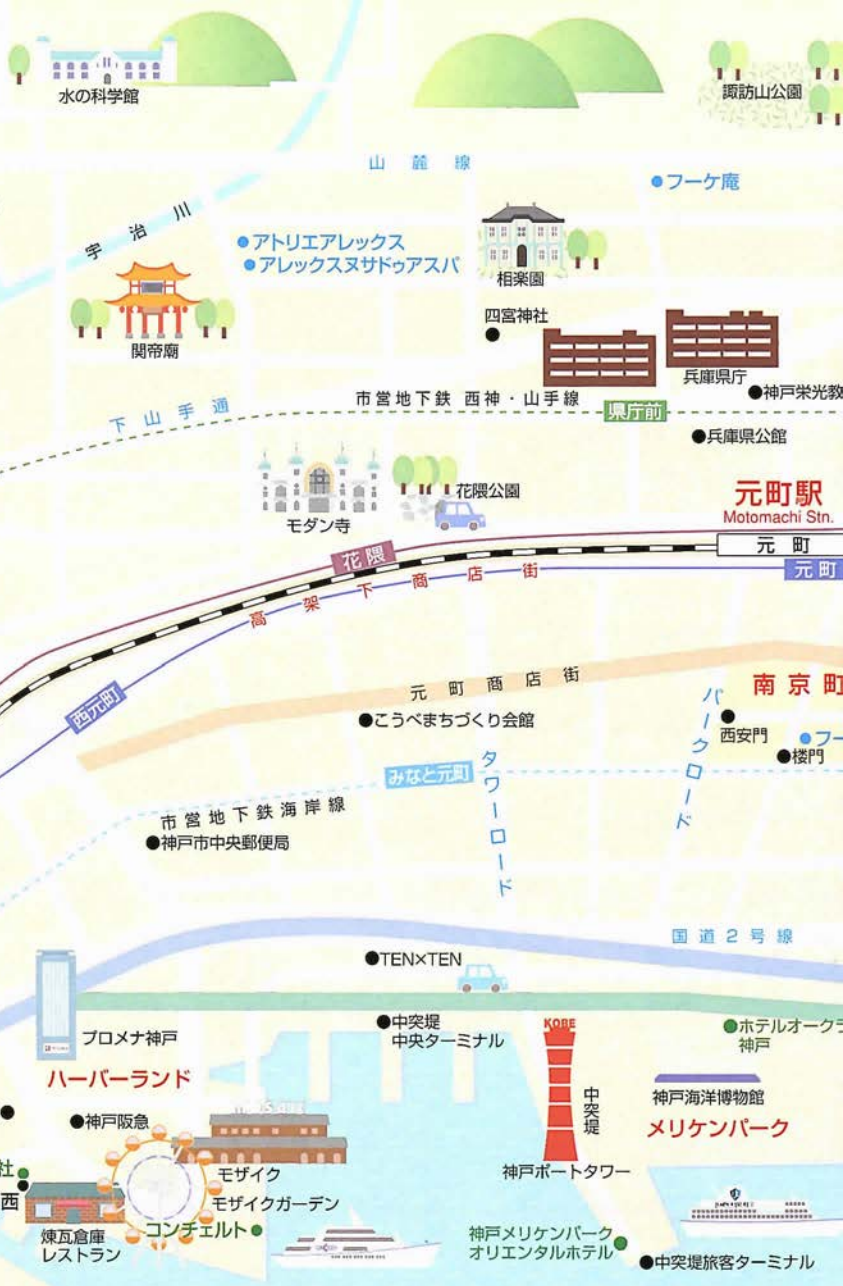 水の科学館
諏訪山公園
山麓線
フーケ庵
宇治川
アトリエアレックス
アレックスヌサドゥアスパ
相楽園
関帝廟
四宮神社
兵庫県庁
神戸栄光教
市営地下鉄 西神・山手線
県庁前
下山手通
兵庫県公館
モダン寺
花隈公園
元町駅
Motomachi Stn.
元町
元町
花隈
高架下商店街
西元町
元町商店街
南京町
パークロード
西安門
フー
楼門
こうべまちづくり会館
みなと元町
タワーロード
市営地下鉄海岸線
神戸市中央郵便局
国道2号線
TEN×TEN
プロメナ神戸
中突堤
中央ターミナル
KOBE
ホテルオークラ
神戸
ハーバーランド
中突堤
神戸海洋博物館
メリケンパーク
神戸阪急
モザイク
神戸ポートタワー
社
西
モザイクガーデン
コンチェルト
煉瓦倉庫
レストラン
神戸メリケンパーク
オリエンタルホテル
中突堤旅客ターミナル